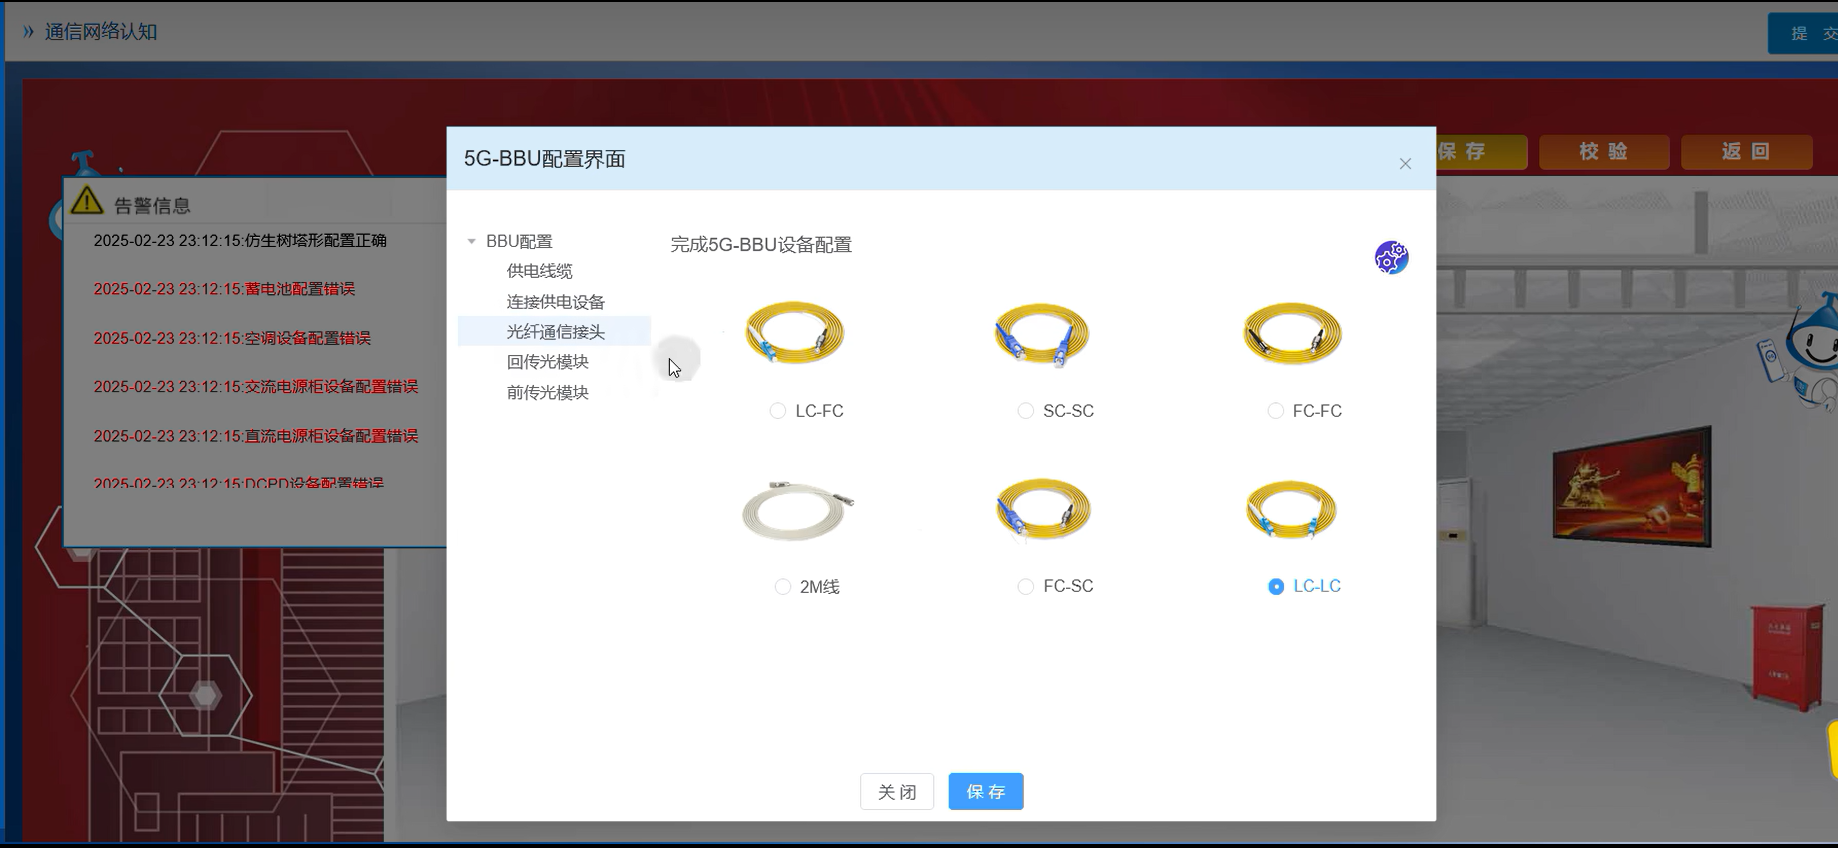 » 通信网络认知
提 交
保 存
校 验
返 回
5G-BBU配置界面
告警信息
2025-02-23 23:12:15:仿生树塔形配置正确
2025-02-23 23:12:15:蓄电池配置错误
2025-02-23 23:12:15:空调设备配置错误
2025-02-23 23:12:15:交流电源柜设备配置错误
2025-02-23 23:12:15:直流电源柜设备配置错误
2025-02-23 23:12:15:DCPD设备配置错误
BBU配置
供电线缆
连接供电设备
光纤通信接头
回传光模块
前传光模块
完成5G-BBU设备配置
LC-FC
SC-SC
FC-FC
2M线
FC-SC
LC-LC
关 闭
保 存